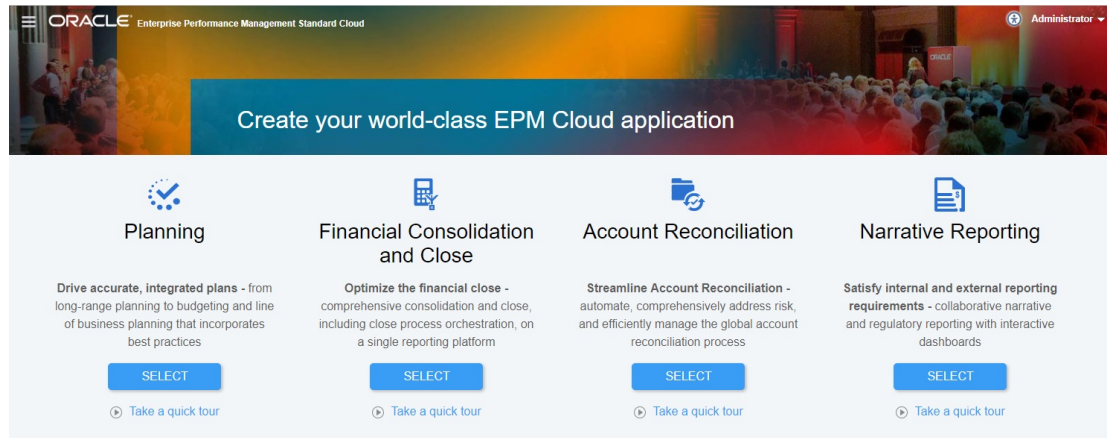 ORACLE Enterprise Performance Management Standard Cloud
Administrator
ORACLE
Create your world-class EPM Cloud application
Planning
Drive accurate, integrated plans - from
long-range planning to budgeting and line
of business planning that incorporates
best practices
SELECT
Take a quick tour
Financial Consolidation
and Close
Optimize the financial close -
comprehensive consolidation and close,
including close process orchestration, on
a single reporting platform
SELECT
Take a quick tour
Account Reconciliation
Streamline Account Reconciliation -
automate, comprehensively address risk,
and efficiently manage the global account
reconciliation process
SELECT
Take a quick tour
Narrative Reporting
Satisfy internal and external reporting
requirements - collaborative narrative
and regulatory reporting with interactive
dashboards
SELECT
Take a quick tour